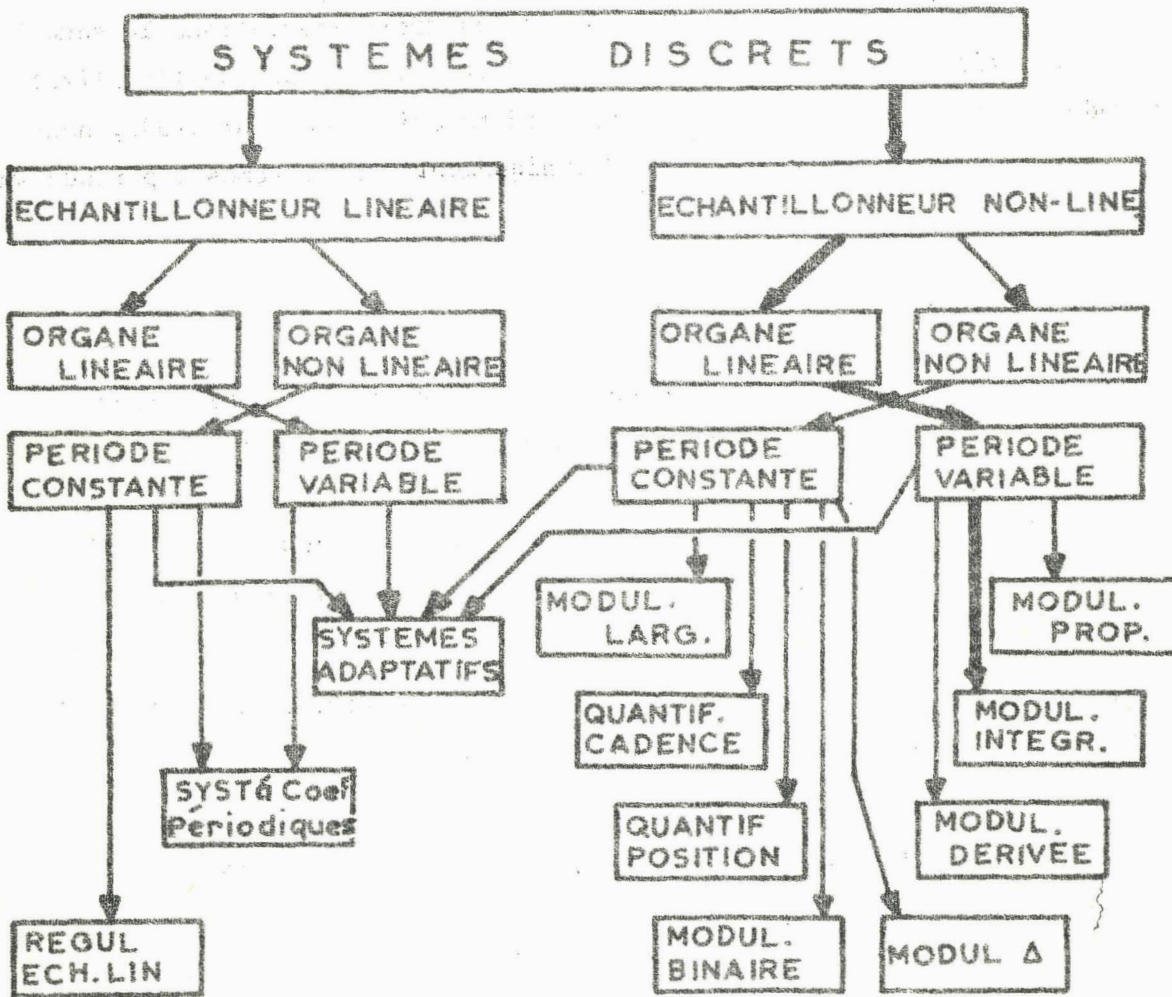 SYSTEMES DISCRETS
ECHANTILLONNEUR LINEAIRE
ECHANTILLONNEUR NON-LINE
ORGANE
LINEAIRE
ORGANE
NON LINEAIRE
ORGANE
LINEAIRE
ORGANE
NON LINEAIRE
PERIODE
CONSTANTE
PERIODE
VARIABLE
PERIODE
CONSTANTE
PERIODE
VARIABLE
MODUL.
LARG.
MODUL.
PROP.
SYSTEMES
ADAPTATIFS
QUANTIF.
CADENCE
MODUL.
INTEGR.
SYSTá Coef
Périodiques
QUANTIF
POSITION
MODUL.
DERIVEE
REGUL
ECH.LIN
MODUL.
BINAIRE
MODUL Δ